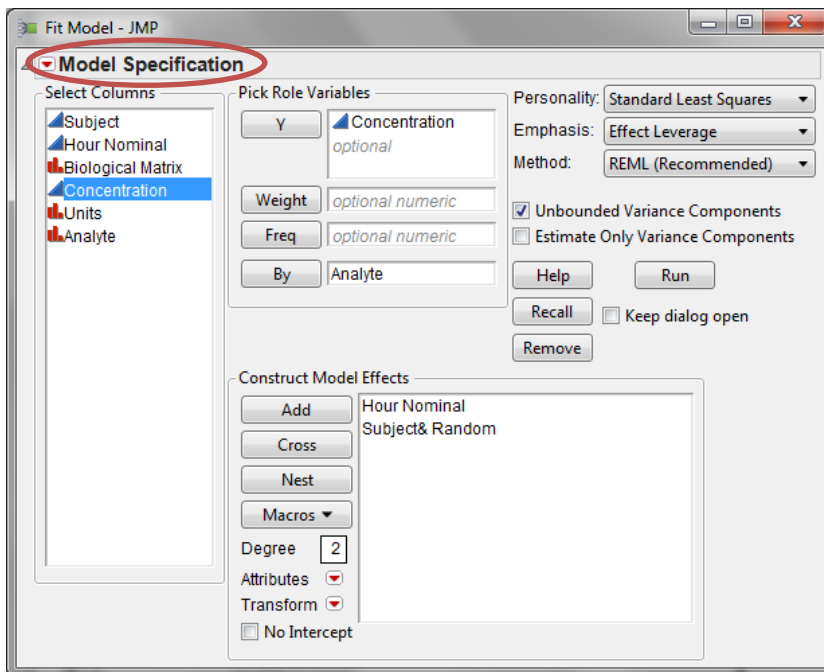 Fit Model - JMP
Model Specification
Select Columns
Subject
Hour Nominal
Biological Matrix
Concentration
Units
Analyte
Pick Role Variables
Y
Concentration
optional
Weight
optional numeric
Freq
optional numeric
By
Analyte
Personality: Standard Least Squares
Emphasis: Effect Leverage
Method: REML (Recommended)
Unbounded Variance Components
Estimate Only Variance Components
Help
Run
Recall
Keep dialog open
Remove
Construct Model Effects
Add
Cross
Nest
Macros
Degree 2
Attributes
Transform
No Intercept
Hour Nominal
Subject& Random